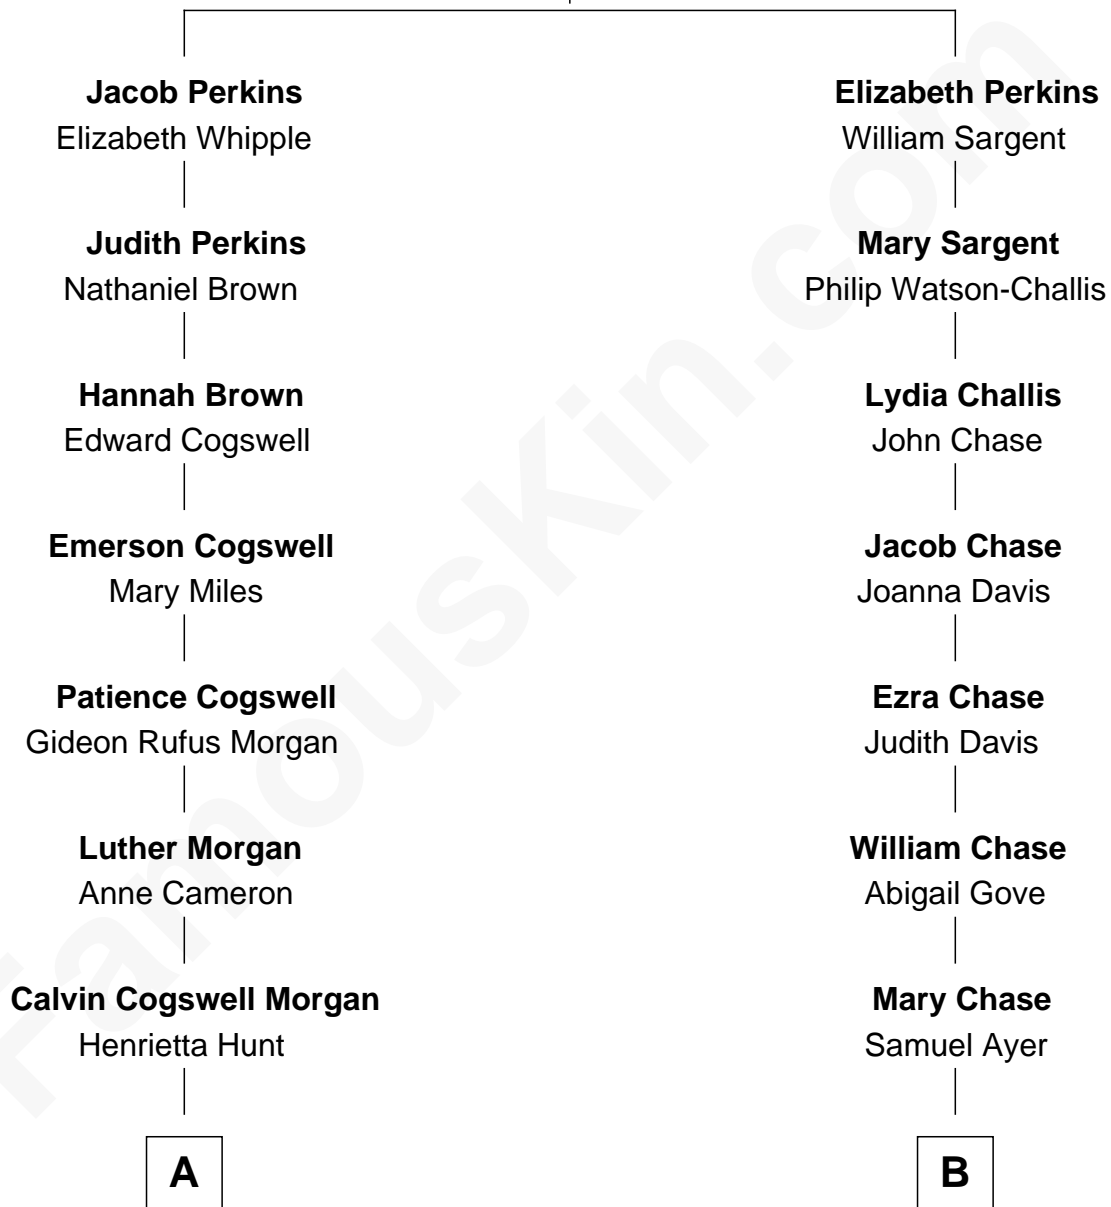 Jacob Perkins
Elizabeth Whipple
Judith Perkins
Nathaniel Brown
Hannah Brown
Edward Cogswell
Emerson Cogswell
Mary Miles
Patience Cogswell
Gideon Rufus Morgan
Luther Morgan
Anne Cameron
Calvin Cogswell Morgan
Henrietta Hunt
A
Elizabeth Perkins
William Sargent
Mary Sargent
Philip Watson-Challis
Lydia Challis
John Chase
Jacob Chase
Joanna Davis
Ezra Chase
Judith Davis
William Chase
Abigail Gove
Mary Chase
Samuel Ayer
B
FamousKin.com